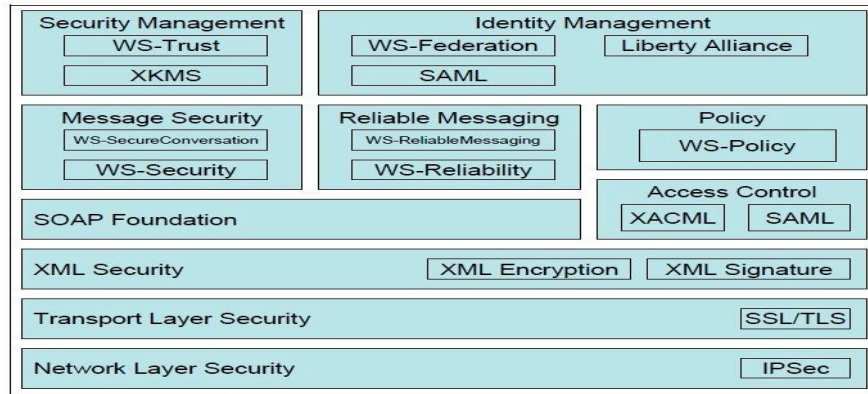 Security Management
WS-Trust
XKMS
Identity Management
WS-Federation
Liberty Alliance
SAML
Message Security
WS-SecureConversation
WS-Security
Reliable Messaging
WS-ReliableMessaging
WS-Reliability
Policy
WS-Policy
Access Control
XACML
SAML
SOAP Foundation
XML Security
XML Encryption
XML Signature
Transport Layer Security
SSL/TLS
Network Layer Security
IPSec